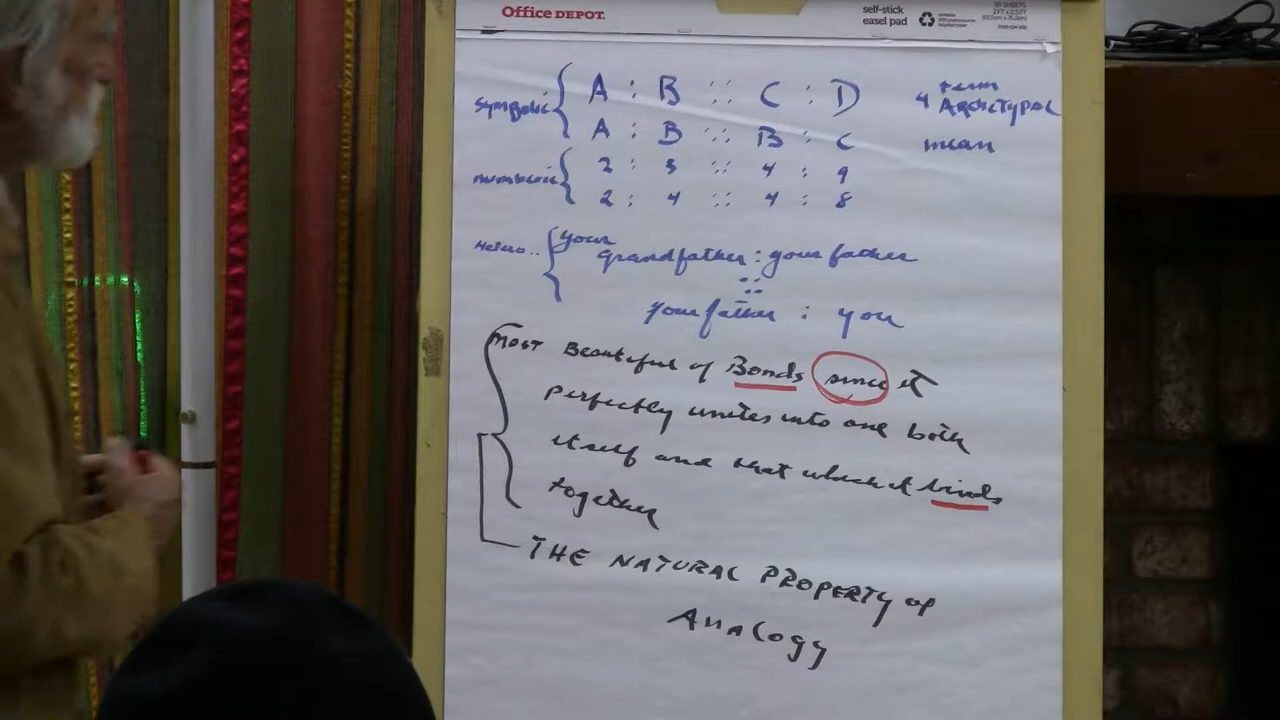 Office DEPOT.
self-stick
easel pad
Symbolic { A : B :: C : D 4 term
ARCHETYPAL
A : B :: B : C mean
numberic { 2 : 3 :: 4 : 9
2 : 4 :: 4 : 8
Hetero.. { your
grandfather : your father
::
your father : you
MOST Beautiful of Bonds since it
perfectly unites into one both
itself and that which it binds
together
THE NATURAL PROPERTY of
Analogy